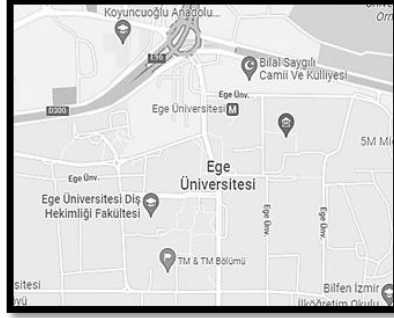 Koyuncuoğlu Anadolu...
E96
Bilal Saygılı
Camii Ve Külliyesi
Ege Ünv.
Ege Üniversitesi M
D300
5M Mi
Ege
Üniversitesi
Ege Ünv.
Ege Üniversitesi Diş
Hekimliği Fakültesi
Ege Ünv.
Ege Ünv.
TM & TM Bölümü
sitesi
Bilfen İzmir
İlköğretim Okulu